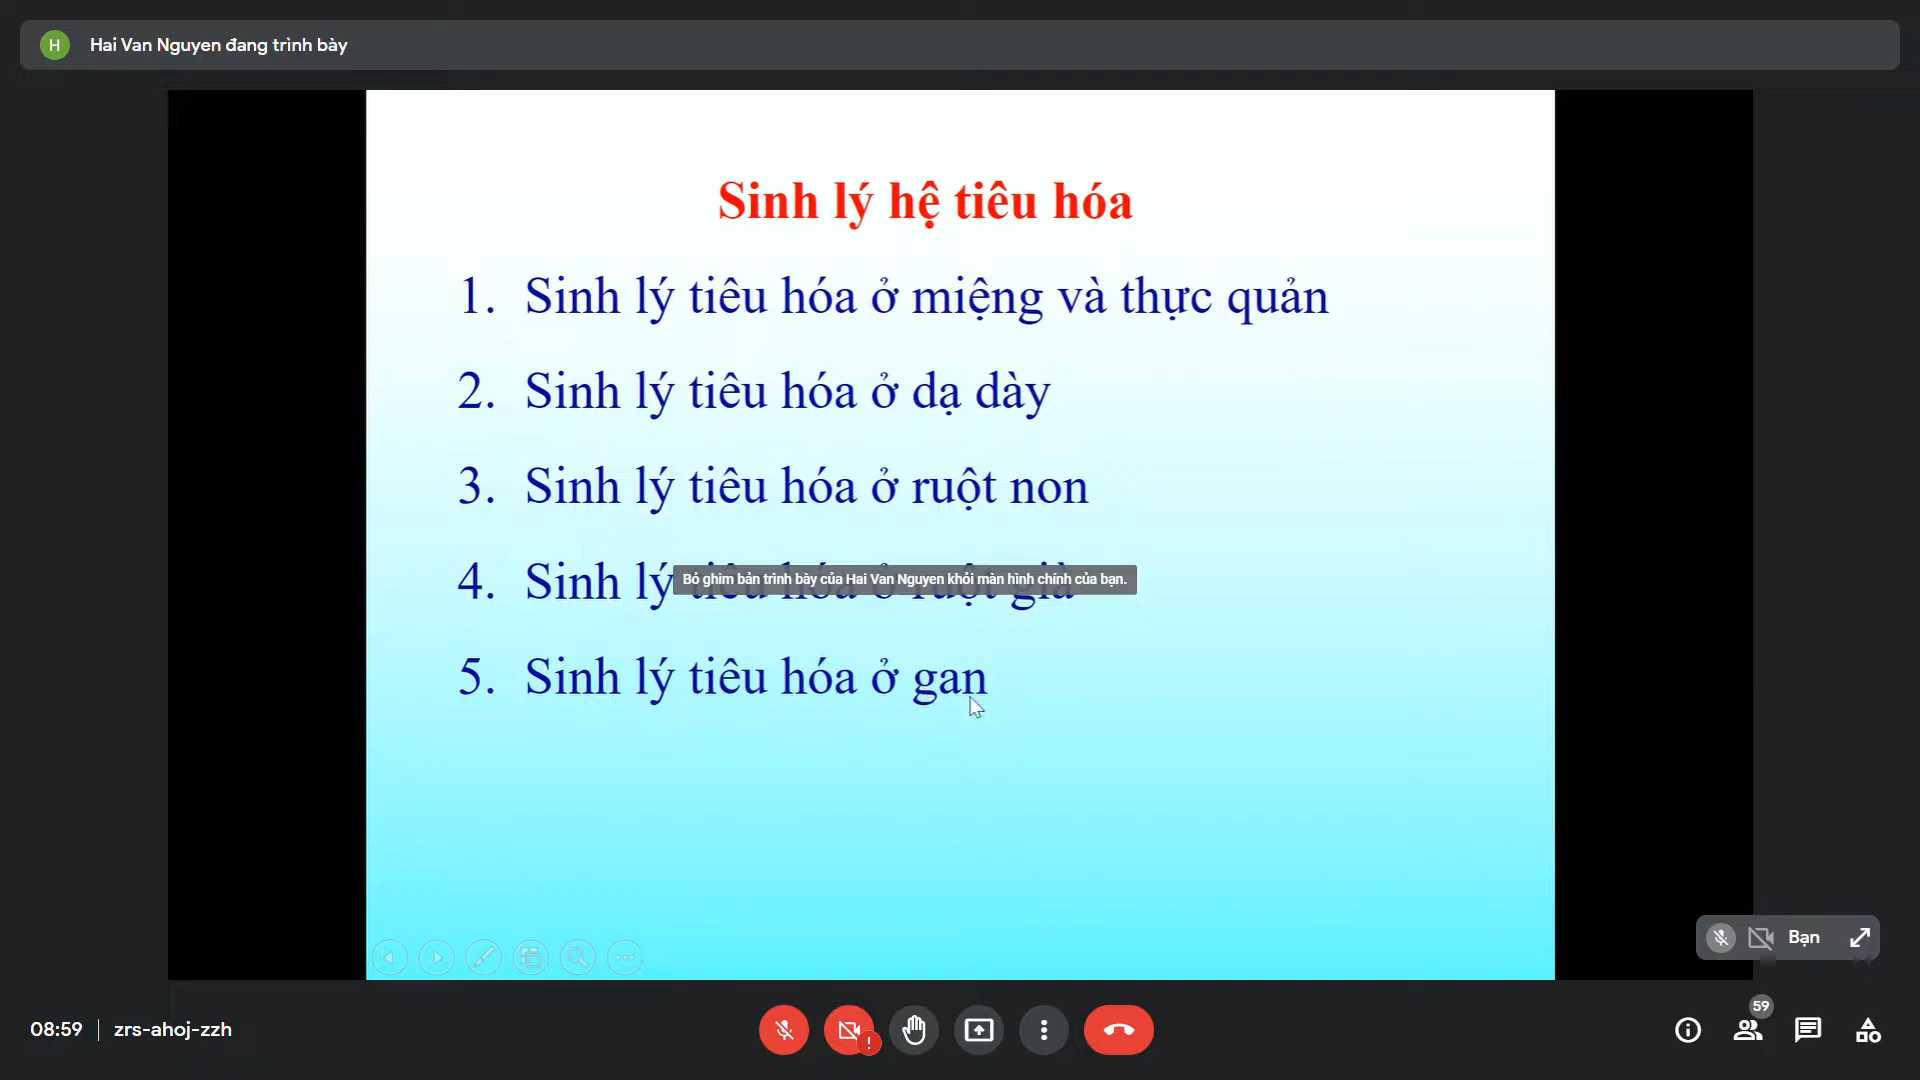 H Hai Van Nguyen đang trình bày
Sinh lý hệ tiêu hóa
1. Sinh lý tiêu hóa ở miệng và thực quản
2. Sinh lý tiêu hóa ở dạ dày
3. Sinh lý tiêu hóa ở ruột non
4. Sinh lý tiêu hóa ở ruột già
Bỏ ghim bản trình bày của Hai Van Nguyen khỏi màn hình chính của bạn.
5. Sinh lý tiêu hóa ở gan
Bạn
59
08:59 | zrs-ahoj-zzh